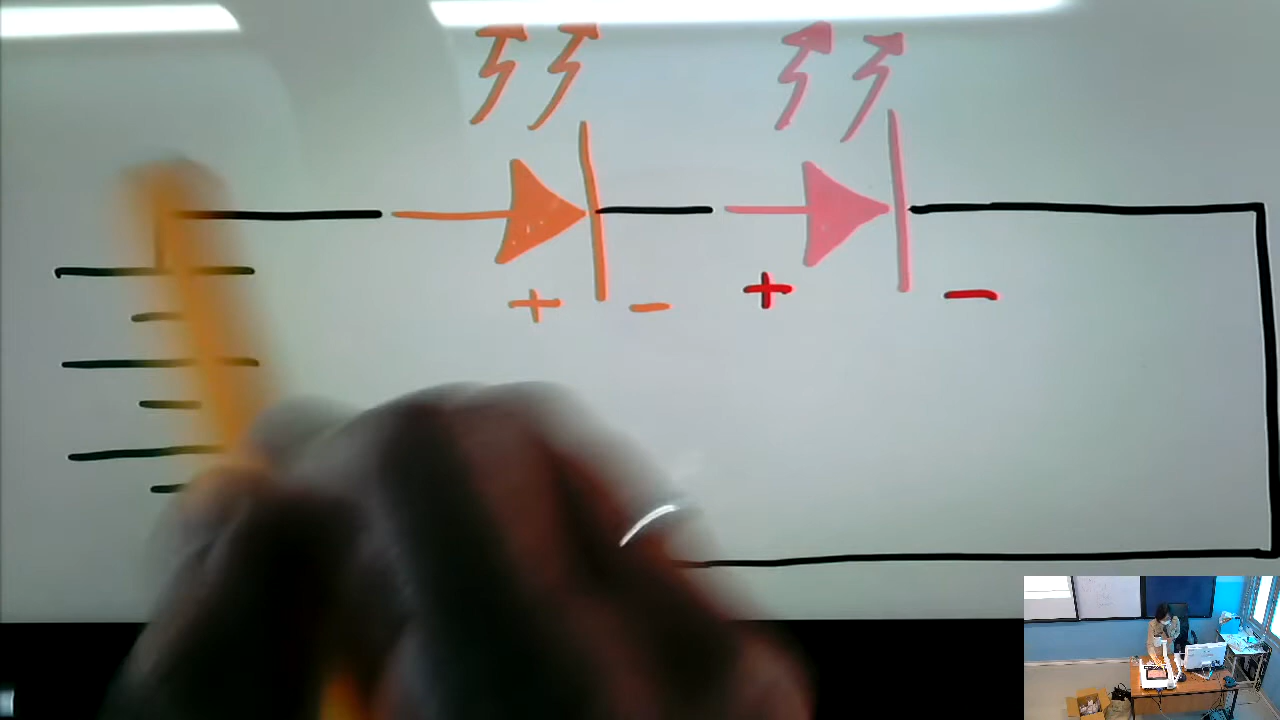 + - + -